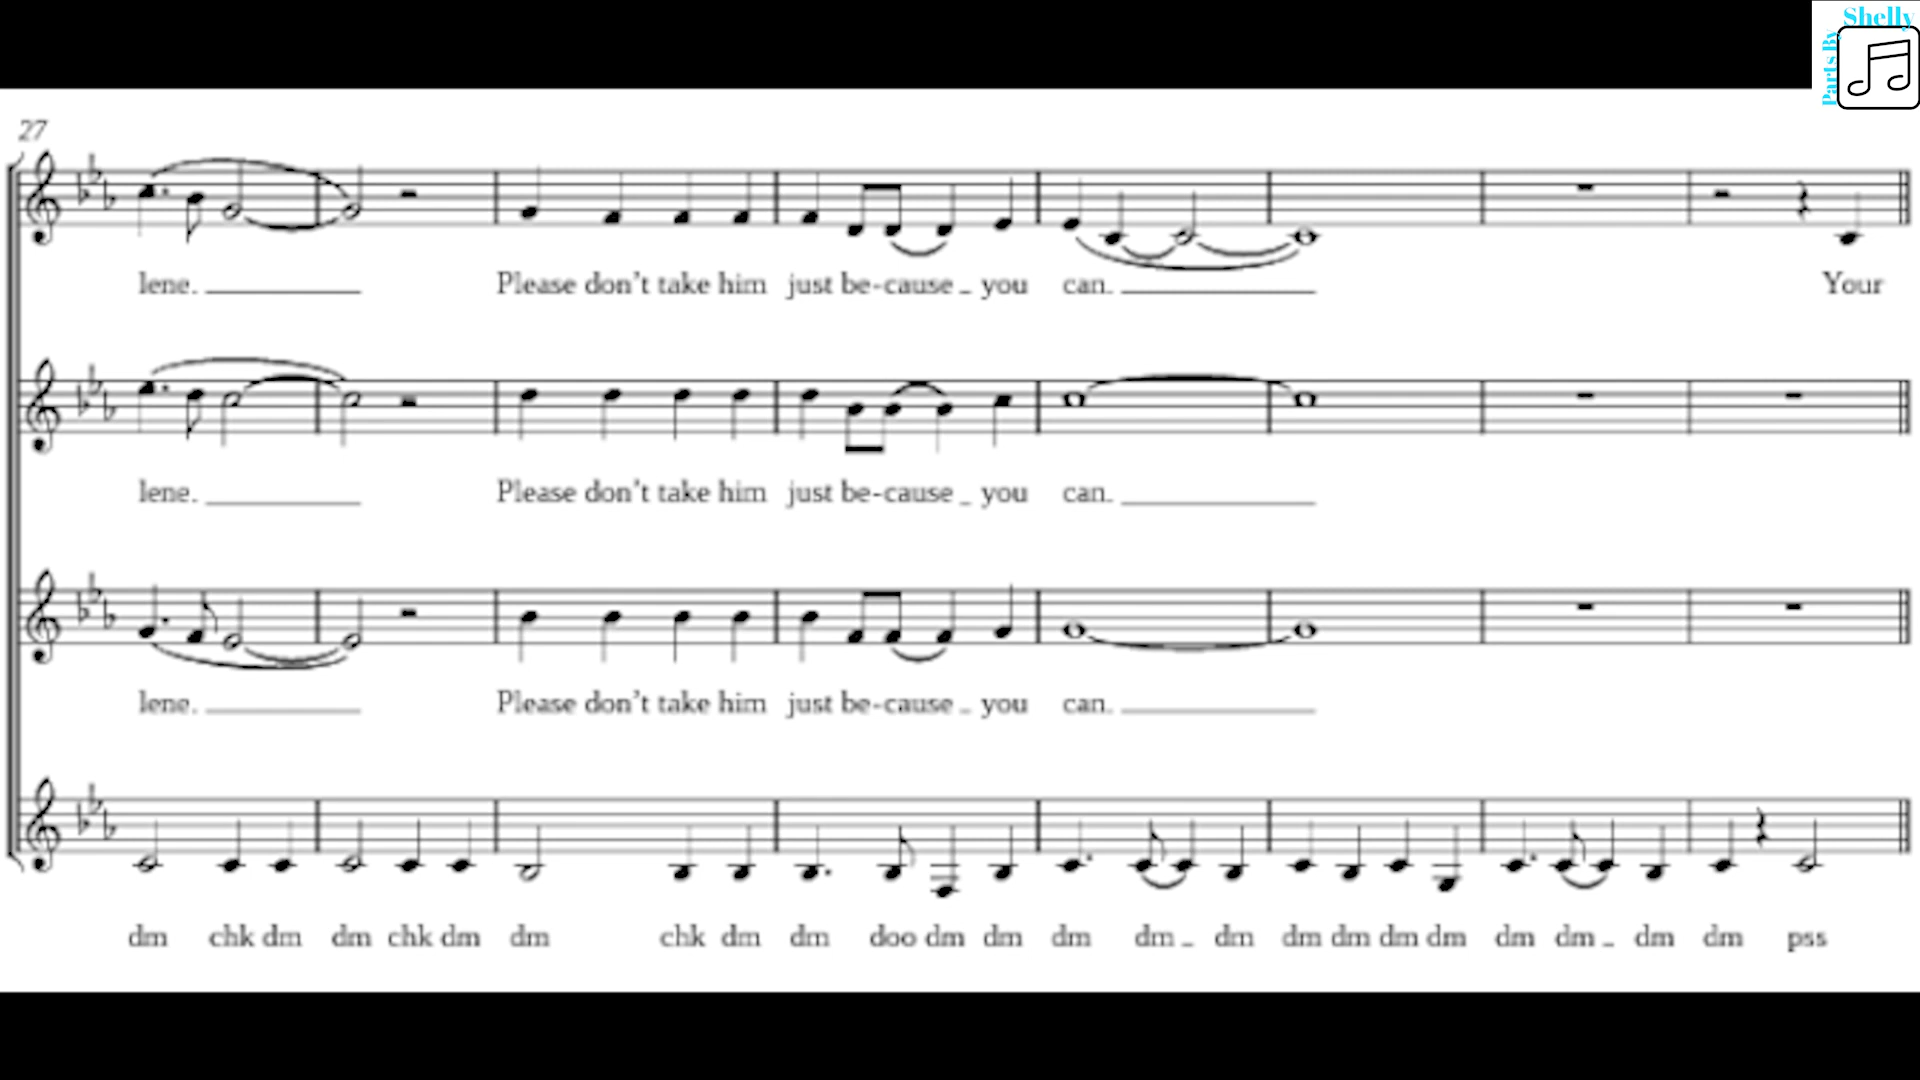 Shelly
Parts By
27
lene. Please don't take him just be-cause you can. Your
lene. Please don't take him just be-cause you can.
lene. Please don't take him just be-cause you can.
dm chk dm dm chk dm dm chk dm dm doo dm dm dm dm dm dm dm dm dm dm dm dm dm pss